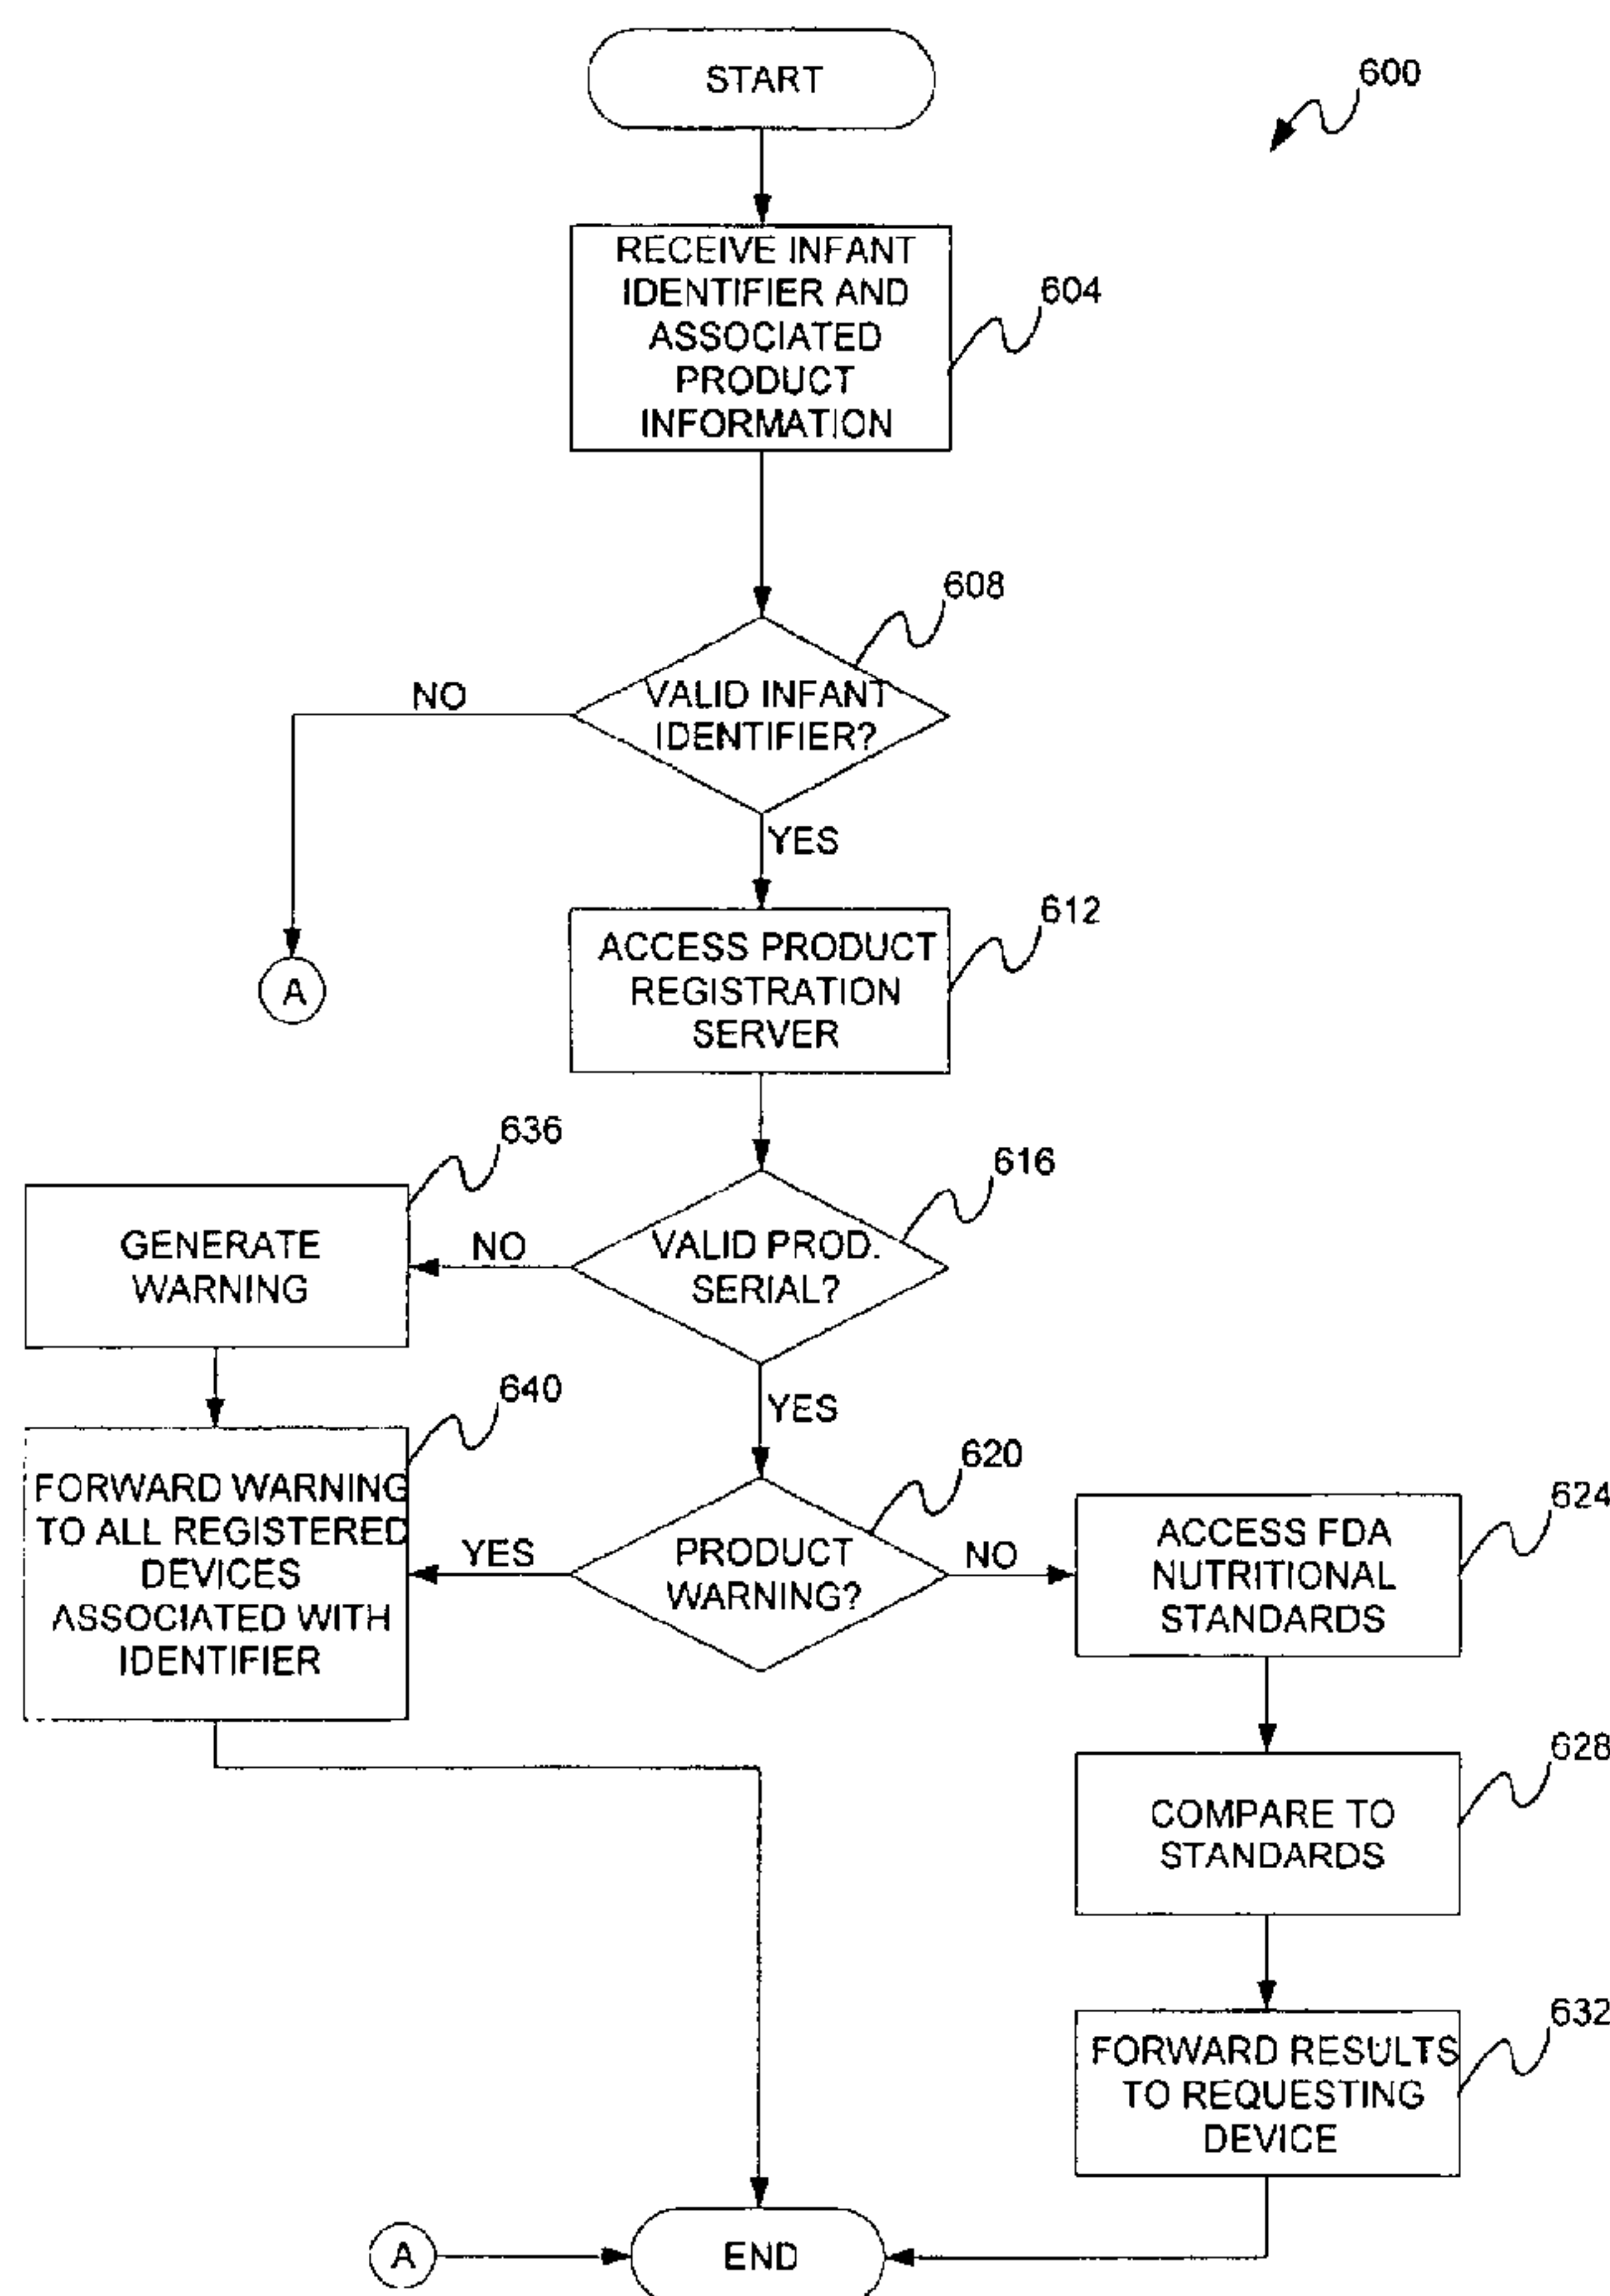 START
600
RECEIVE INFANT
IDENTIFIER AND
ASSOCIATED
PRODUCT
INFORMATION
604
608
VALID INFANT
IDENTIFIER?
NO
YES
A
612
ACCESS PRODUCT
REGISTRATION
SERVER
636
616
GENERATE
WARNING
NO
VALID PROD.
SERIAL?
640
YES
FORWARD WARNING
TO ALL REGISTERED
DEVICES
ASSOCIATED WITH
IDENTIFIER
620
YES
PRODUCT
WARNING?
NO
624
ACCESS FDA
NUTRITIONAL
STANDARDS
628
COMPARE TO
STANDARDS
632
FORWARD RESULTS
TO REQUESTING
DEVICE
A
END